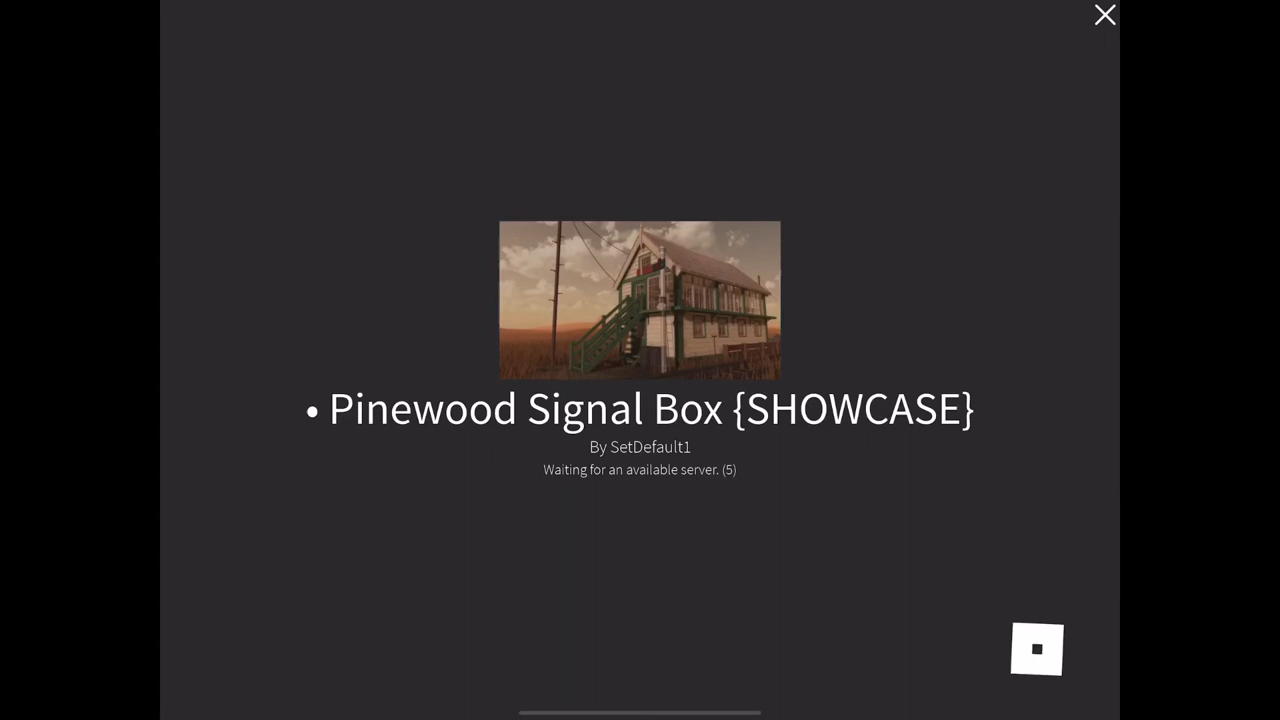 • Pinewood Signal Box {SHOWCASE}
By SetDefault1
Waiting for an available server. (5)